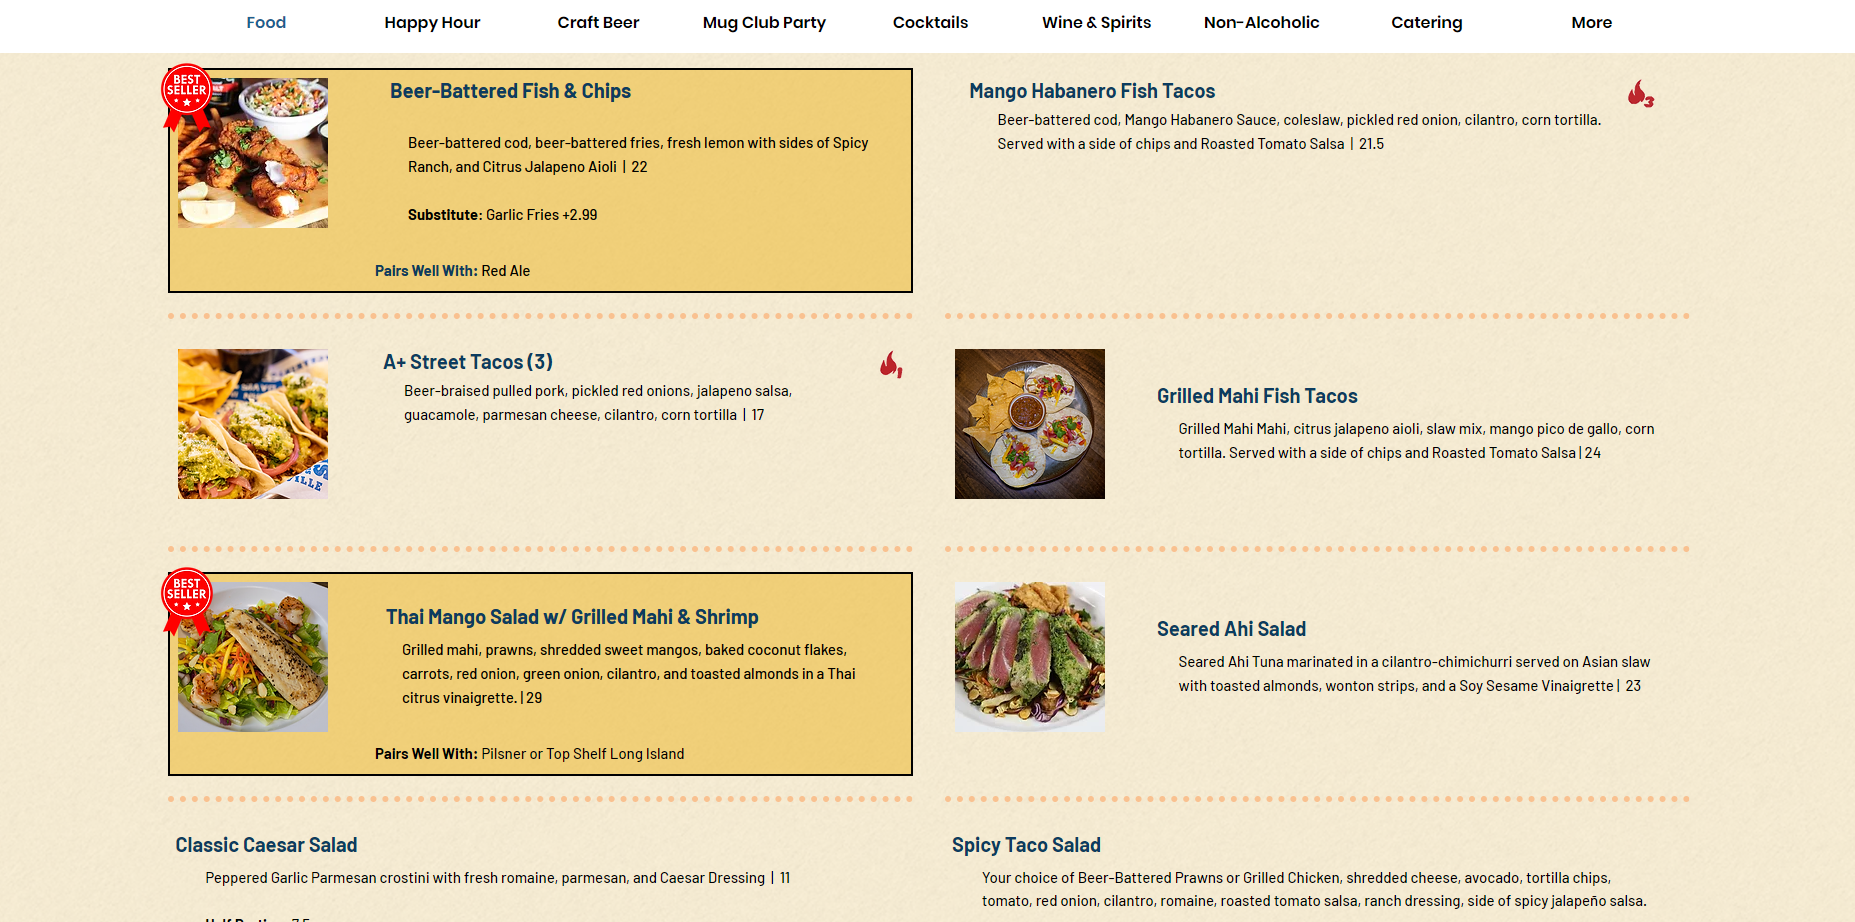 Food
Happy Hour
Craft Beer
Mug Club Party
Cocktails
Wine & Spirits
Non-Alcoholic
Catering
More
BEST
SELLER
Beer-Battered Fish & Chips
Beer-battered cod, beer-battered fries, fresh lemon with sides of Spicy
Ranch, and Citrus Jalapeno Aioli | 22
Substitute: Garlic Fries +2.99
Pairs Well With: Red Ale
Mango Habanero Fish Tacos
3
Beer-battered cod, Mango Habanero Sauce, coleslaw, pickled red onion, cilantro, corn tortilla.
Served with a side of chips and Roasted Tomato Salsa | 21.5
A+ Street Tacos (3)
1
Beer-braised pulled pork, pickled red onions, jalapeno salsa,
guacamole, parmesan cheese, cilantro, corn tortilla | 17
Grilled Mahi Fish Tacos
Grilled Mahi Mahi, citrus jalapeno aioli, slaw mix, mango pico de gallo, corn
tortilla. Served with a side of chips and Roasted Tomato Salsa | 24
BEST
SELLER
Thai Mango Salad w/ Grilled Mahi & Shrimp
Grilled mahi, prawns, shredded sweet mangos, baked coconut flakes,
carrots, red onion, green onion, cilantro, and toasted almonds in a Thai
citrus vinaigrette. | 29
Pairs Well With: Pilsner or Top Shelf Long Island
Seared Ahi Salad
Seared Ahi Tuna marinated in a cilantro-chimichurri served on Asian slaw
with toasted almonds, wonton strips, and a Soy Sesame Vinaigrette | 23
Classic Caesar Salad
Peppered Garlic Parmesan crostini with fresh romaine, parmesan, and Caesar Dressing | 11
Spicy Taco Salad
Your choice of Beer-Battered Prawns or Grilled Chicken, shredded cheese, avocado, tortilla chips,
tomato, red onion, cilantro, romaine, roasted tomato salsa, ranch dressing, side of spicy jalapeño salsa.